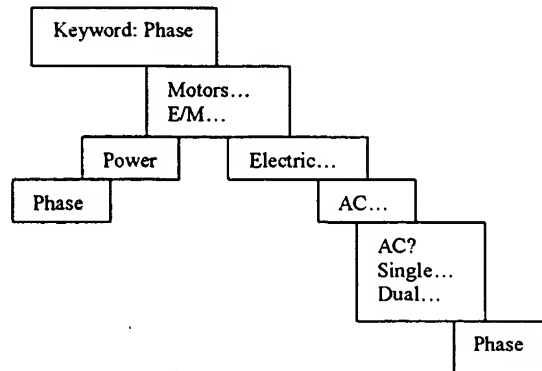 Keyword: Phase
Motors...
E/M...
Power
Electric...
Phase
AC...
AC?
Single...
Dual...
Phase